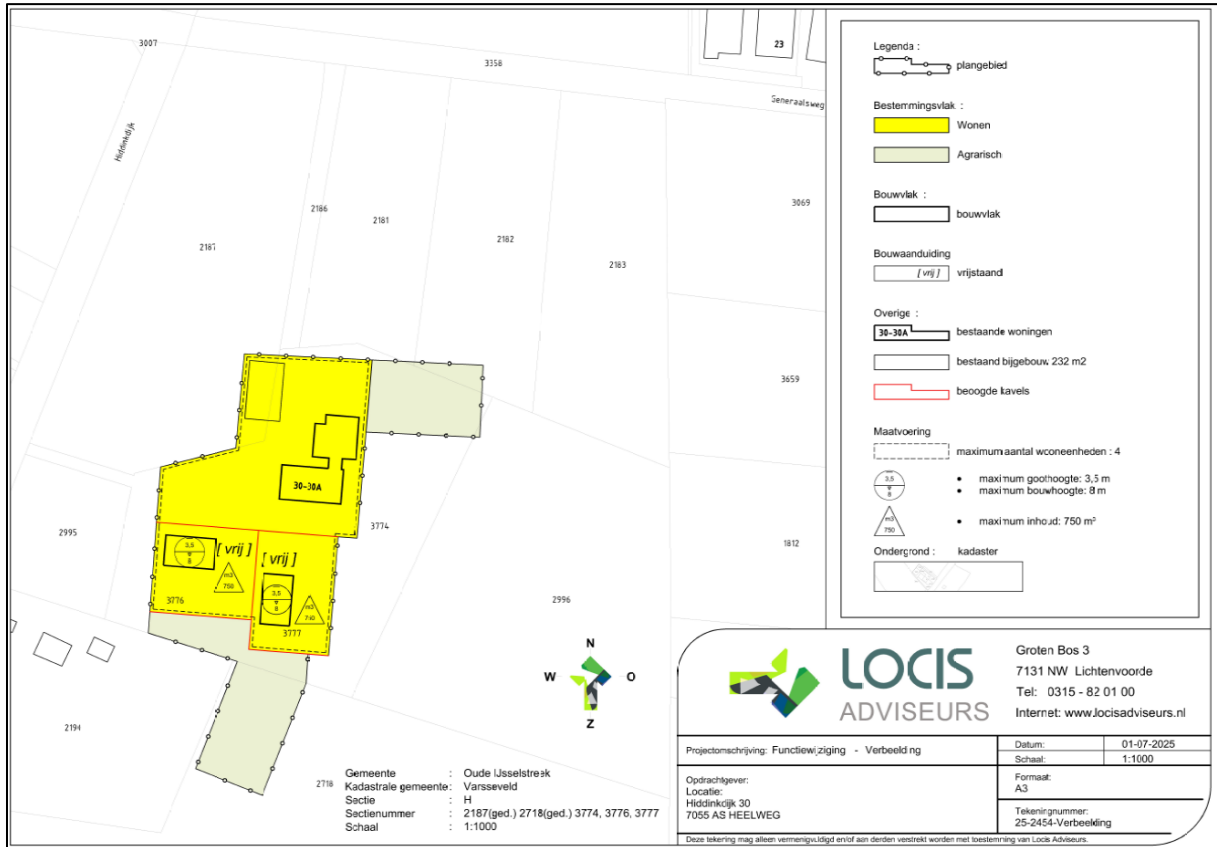 3007
3358
23
Generaalsweg
Hiddinkdijk
2186
2181
2187
2182
2183
3069
3659
30-30A
3774
2995
1812
[ vrij ]
[ vrij ]
3,5
8
m3
750
3,5
8
m3
3776
3777
2996
2194
2718
N
W O
Z
Gemeente : Oude IJsselstreek
Kadastrale gemeente: Varsseveld
Sectie : H
Sectienummer : 2187(ged.) 2718(ged.) 3774, 3776, 3777
Schaal : 1:1000
Legenda :
plangebied
Bestemmingsvlak :
Wonen
Agrarisch
Bouwvlak :
bouwvlak
Bouwaanduiding
[ vrij ] vrijstaand
Overige :
30-30A bestaande woningen
bestaand bijgebouw 232 m2
beoogde kavels
Maatvoering
maximum aantal wooneenheden : 4
3,5
8
• maximum goothoogte: 3,5 m
• maximum bouwhoogte: 8 m
m3
750
• maximum inhoud: 750 m³
Ondergrond : kadaster
LOCIS
ADVISEURS
Groten Bos 3
7131 NW Lichtenvoorde
Tel: 0315 - 82 01 00
Internet: www.locisadviseurs.nl
Projectomschrijving: Functiewijziging - Verbeelding
Datum: 01-07-2025
Schaal: 1:1000
Opdrachtgever:
Locatie:
Hiddinkdijk 30
7055 AS HEELWEG
Formaat:
A3
Tekeningnummer:
25-2454-Verbeelding
Deze tekening mag alleen vermenigvuldigd en/of aan derden verstrekt worden met toestemming van Locis Adviseurs.